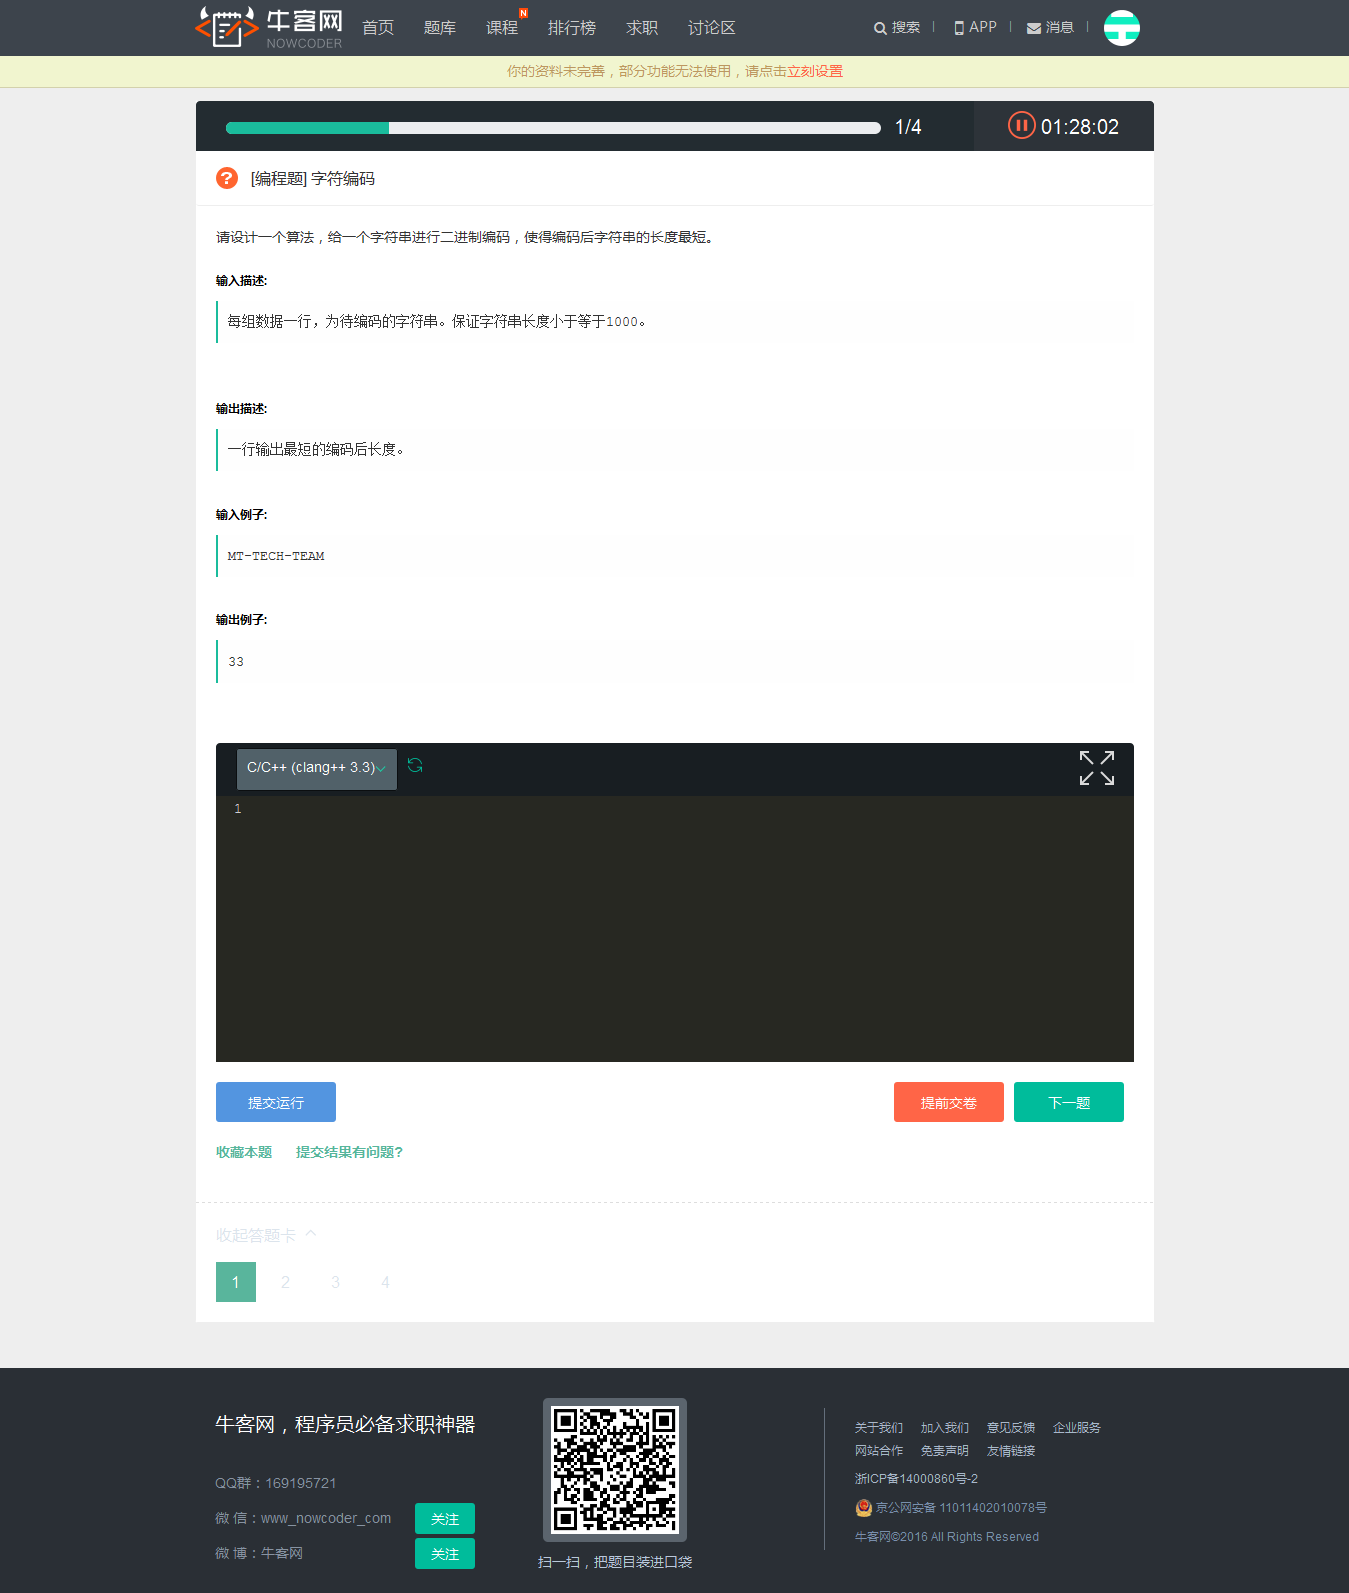 牛客网
NOWCODER
首页 题库 课程 N 排行榜 求职 讨论区 搜索 APP 消息
你的资料未完善，部分功能无法使用，请点击立刻设置
1/4 01:28:02
? [编程题] 字符编码
请设计一个算法，给一个字符串进行二进制编码，使得编码后字符串的长度最短。
输入描述:
每组数据一行，为待编码的字符串。保证字符串长度小于等于1000。
输出描述:
一行输出最短的编码后长度。
输入例子:
MT-TECH-TEAM
输出例子:
33
C/C++ (clang++ 3.3)
1
提交运行 提前交卷 下一题
收藏本题 提交结果有问题?
收起答题卡
1 2 3 4
牛客网，程序员必备求职神器
QQ群：169195721
微 信：www_nowcoder_com 关注
微 博：牛客网 关注
扫一扫，把题目装进口袋
关于我们 加入我们 意见反馈 企业服务
网站合作 免责声明 友情链接
浙ICP备14000860号-2
京公网安备 11011402010078号
牛客网©2016 All Rights Reserved